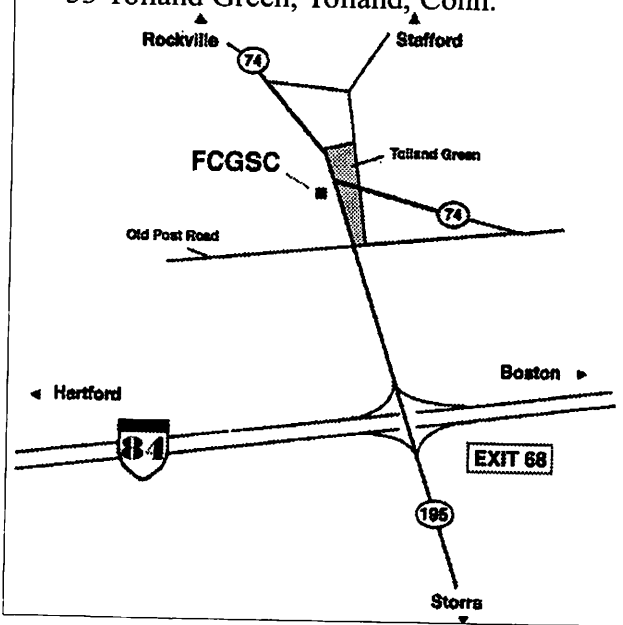 53 Tolland Green, Tolland, Conn.
Rockville
Stafford
74
FCGSC
Tolland Green
74
Old Post Road
Boston
Hartford
84
EXIT 68
195
Storrs